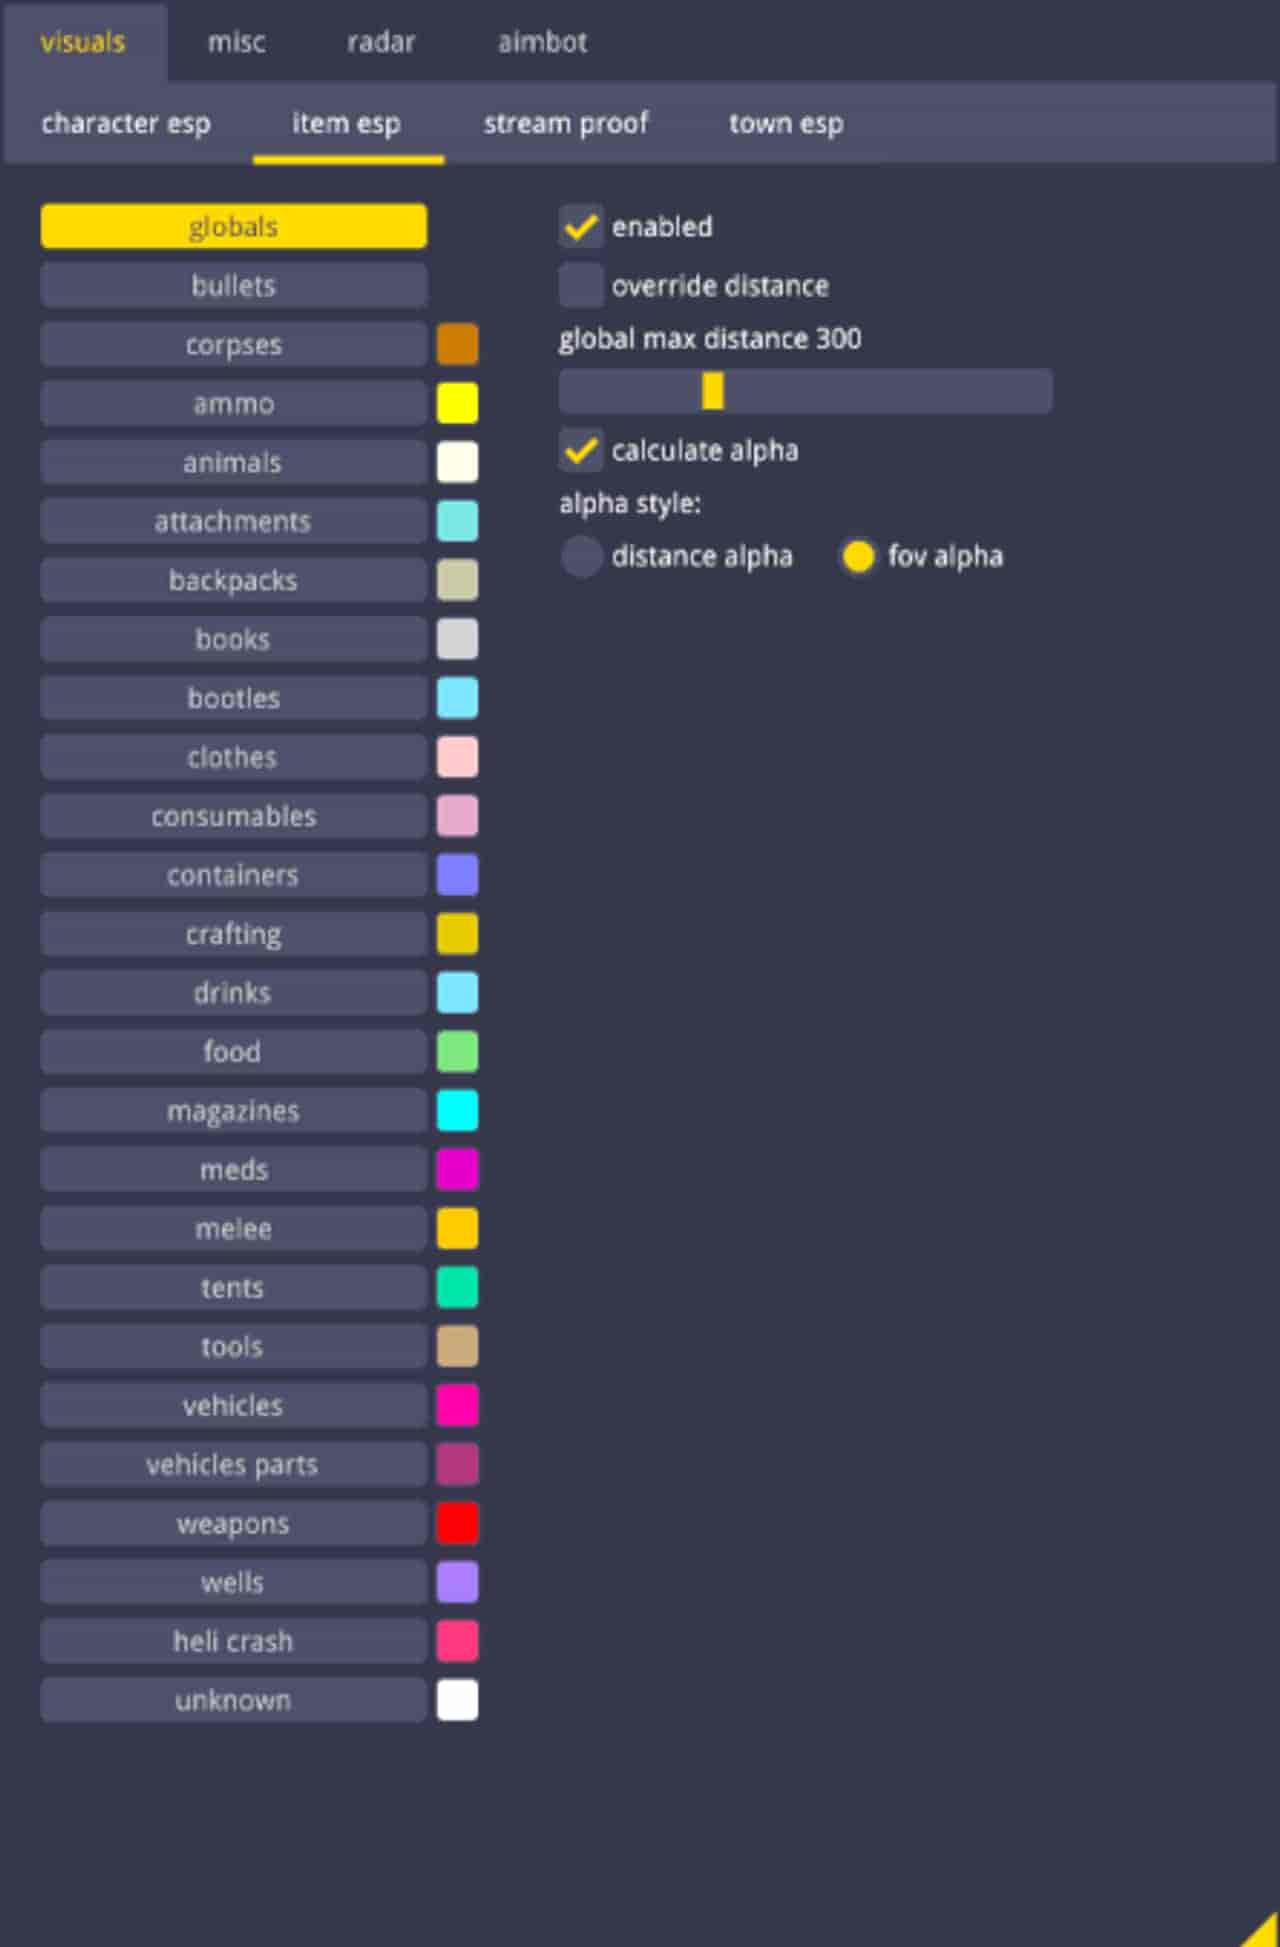 visuals misc radar aimbot
character esp item esp stream proof town esp
globals
bullets
corpses
ammo
animals
attachments
backpacks
books
bootles
clothes
consumables
containers
crafting
drinks
food
magazines
meds
melee
tents
tools
vehicles
vehicles parts
weapons
wells
heli crash
unknown
enabled
override distance
global max distance 300
calculate alpha
alpha style:
distance alpha fov alpha